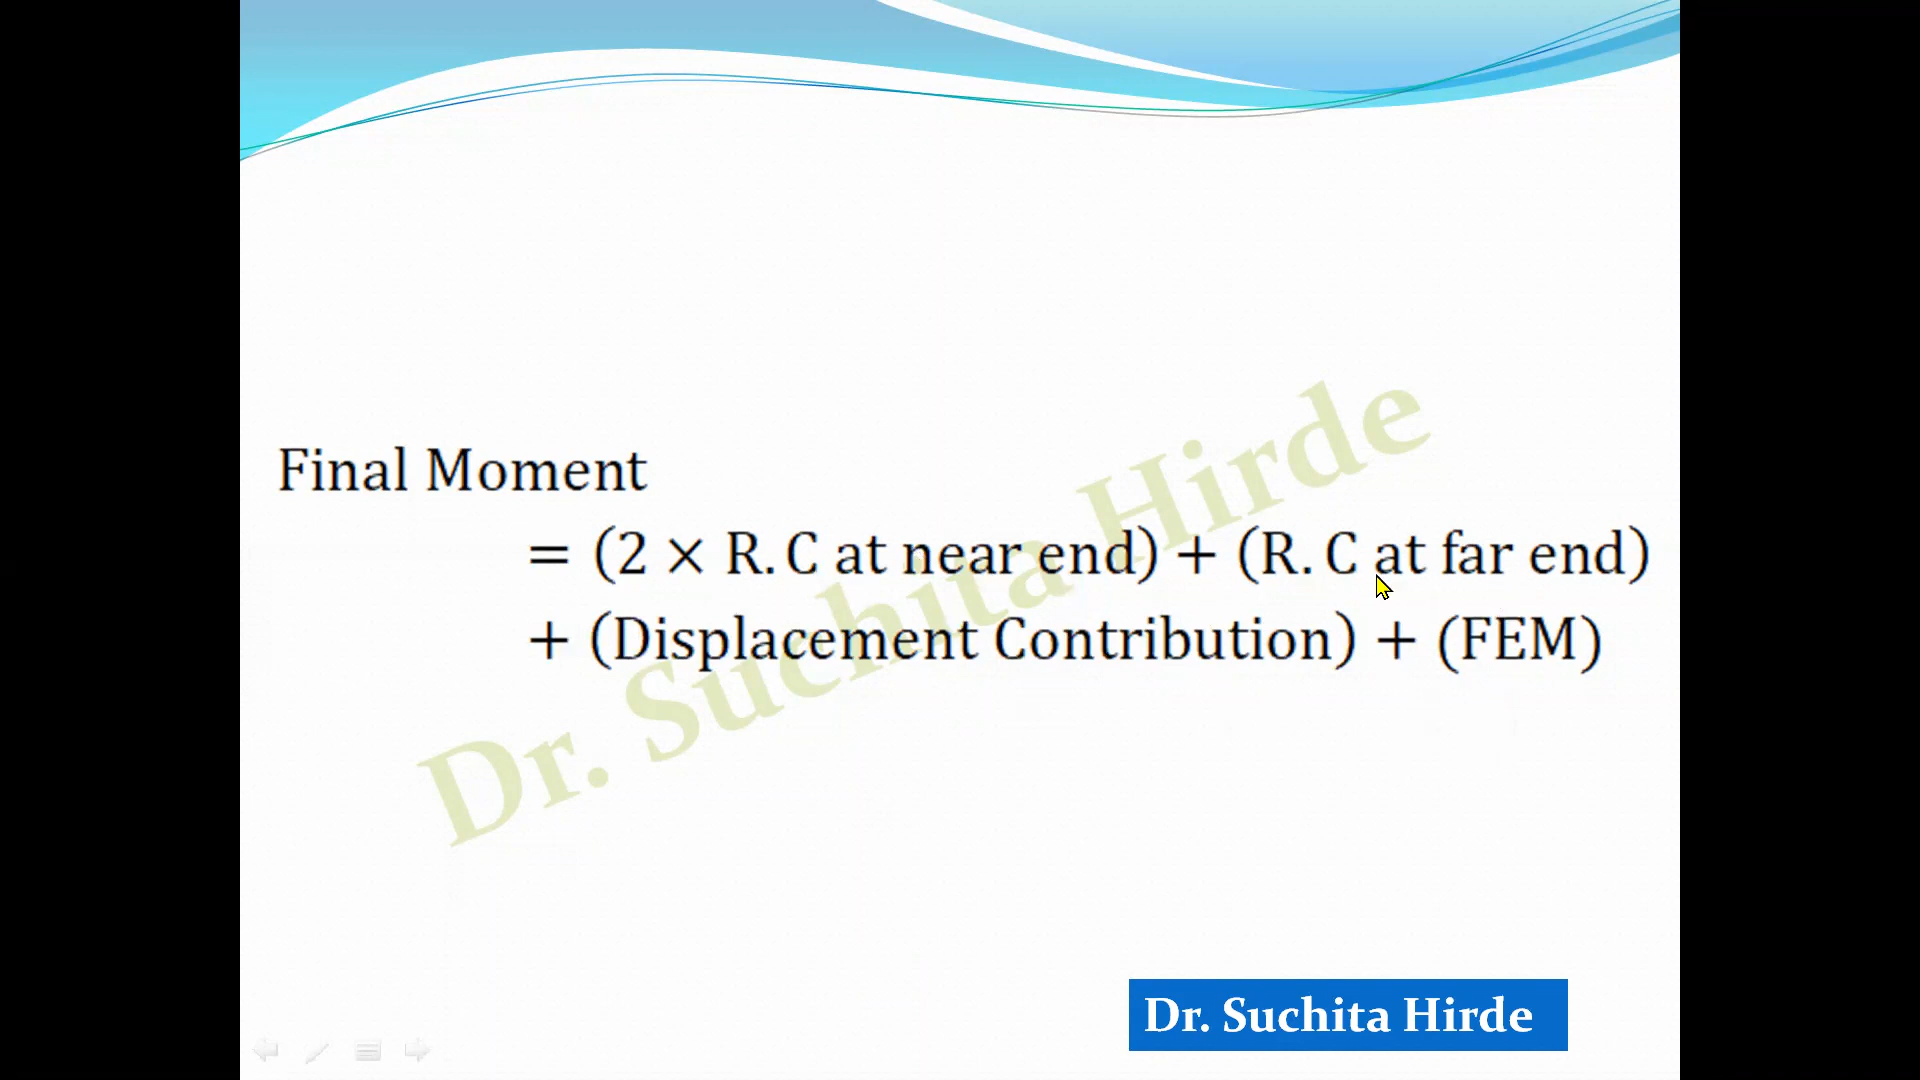 Final Moment
= (2 × R. C at near end) + (R. C at far end)
+ (Displacement Contribution) + (FEM)
Dr. Suchita Hirde
Dr. Suchita Hirde